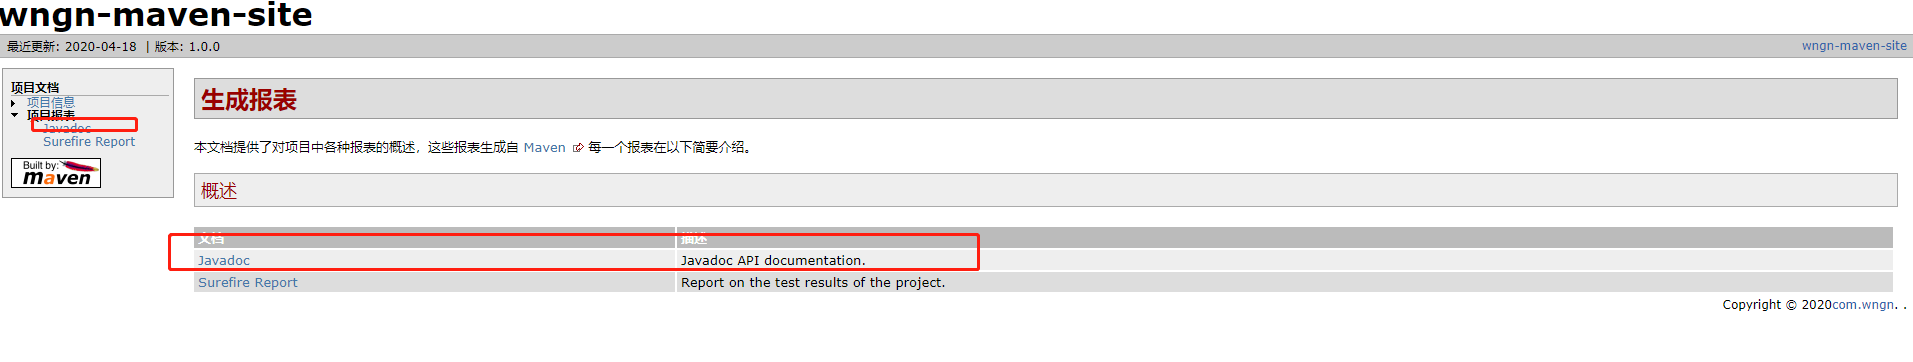 wngn-maven-site
最近更新: 2020-04-18 | 版本: 1.0.0
wngn-maven-site
项目文档
项目信息
项目报表
Javadoc
Surefire Report
Built by:
maven
生成报表
本文档提供了对项目中各种报表的概述，这些报表生成自 Maven 每一个报表在以下简要介绍。
概述
文档 描述
Javadoc Javadoc API documentation.
Surefire Report Report on the test results of the project.
Copyright © 2020com.wngn. .